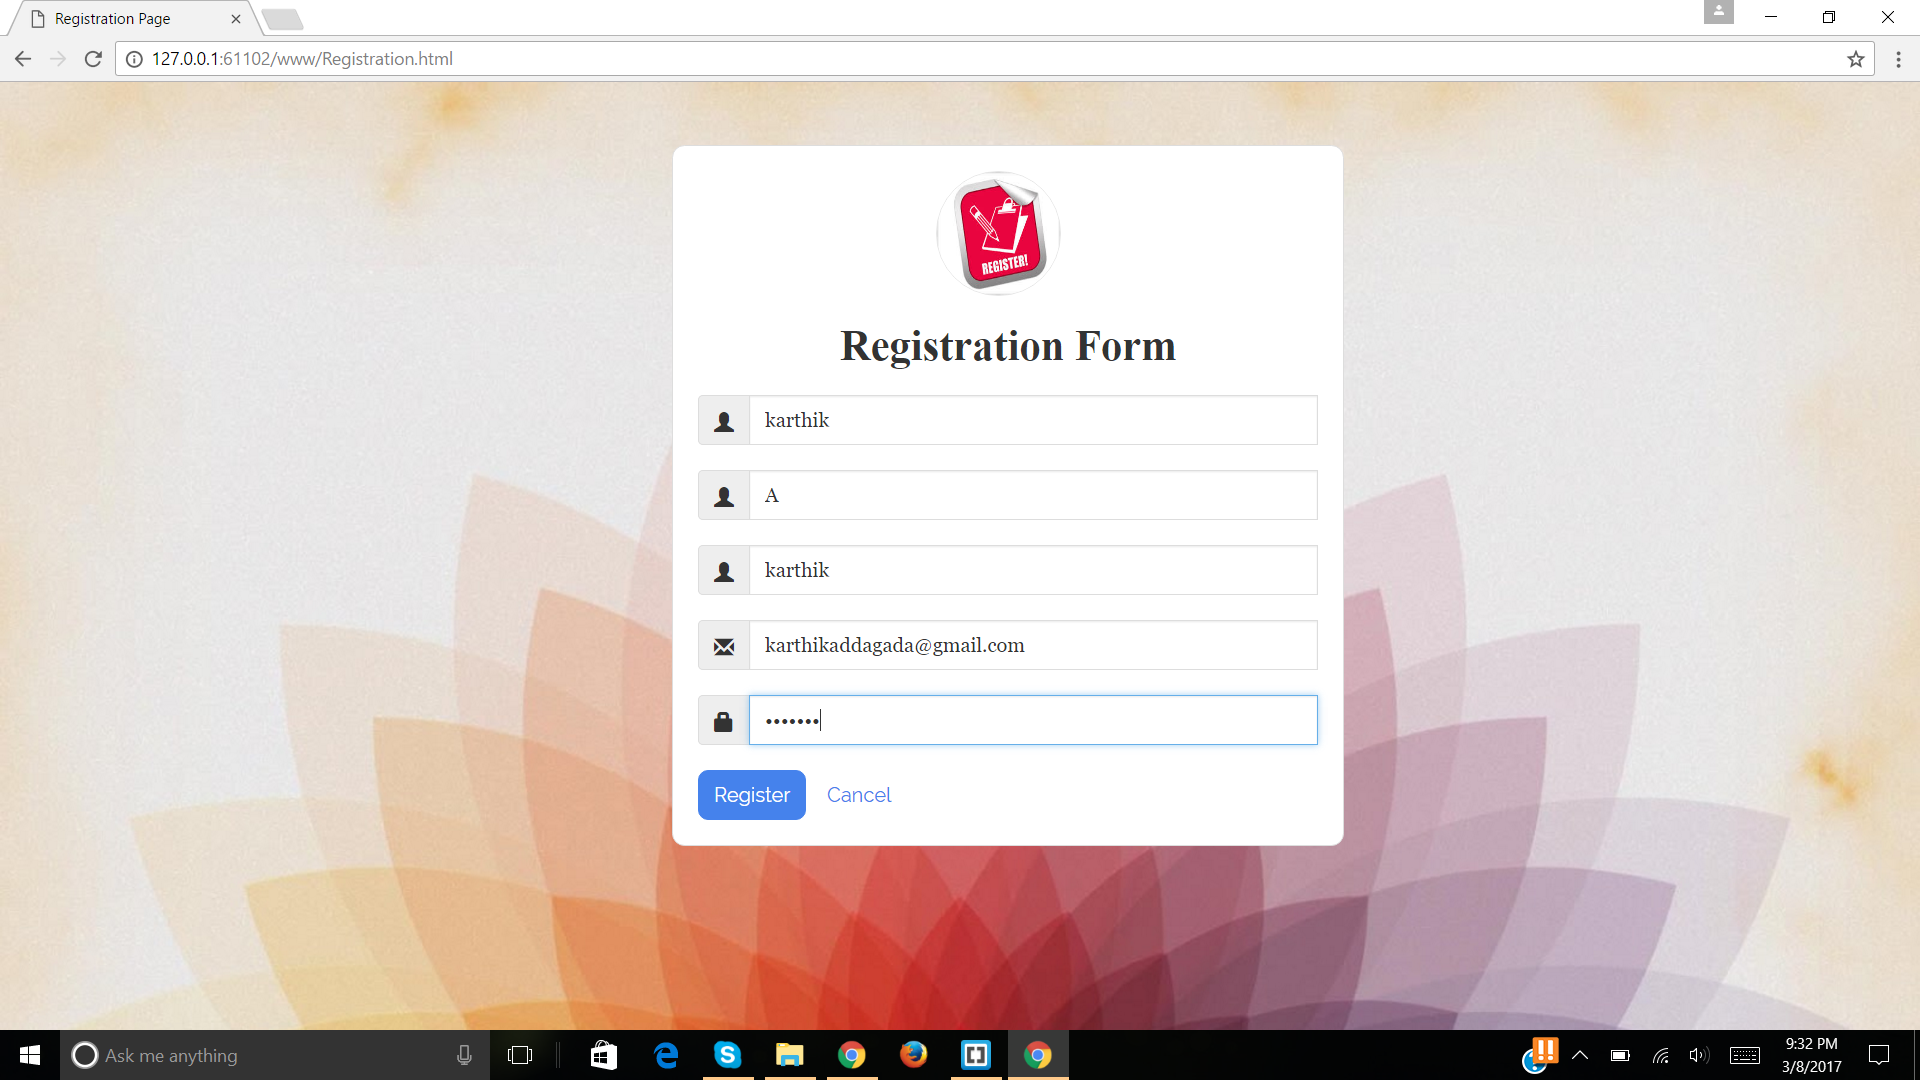 Registration Page
127.0.0.1:61102/www/Registration.html
REGISTER!
Registration Form
karthik
A
karthik
karthikaddagada@gmail.com
•••••••
Register Cancel
Ask me anything
9:32 PM
3/8/2017